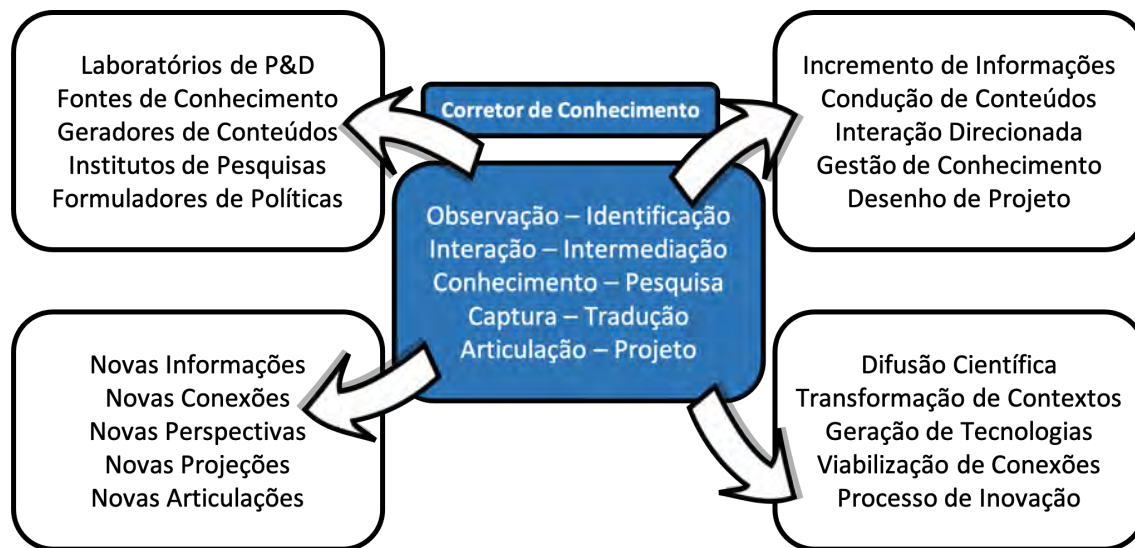 Laboratórios de P&D
Fontes de Conhecimento
Geradores de Conteúdos
Institutos de Pesquisas
Formuladores de Políticas
Corretor de Conhecimento
Observação – Identificação
Interação – Intermediação
Conhecimento – Pesquisa
Captura – Tradução
Articulação – Projeto
Incremento de Informações
Condução de Conteúdos
Interação Direcionada
Gestão de Conhecimento
Desenho de Projeto
Novas Informações
Novas Conexões
Novas Perspectivas
Novas Projeções
Novas Articulações
Difusão Científica
Transformação de Contextos
Geração de Tecnologias
Viabilização de Conexões
Processo de Inovação